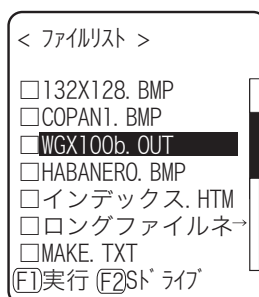 < ﾌｧｲﾙﾘｽﾄ >
□132X128. BMP
□COPAN1. BMP
□WGX100b. OUT
□HABANERO. BMP
□インデックス. HTM
□ロングファイルネ→
□MAKE. TXT
F1実行 F2Sﾄﾞﾗｲﾌﾞ